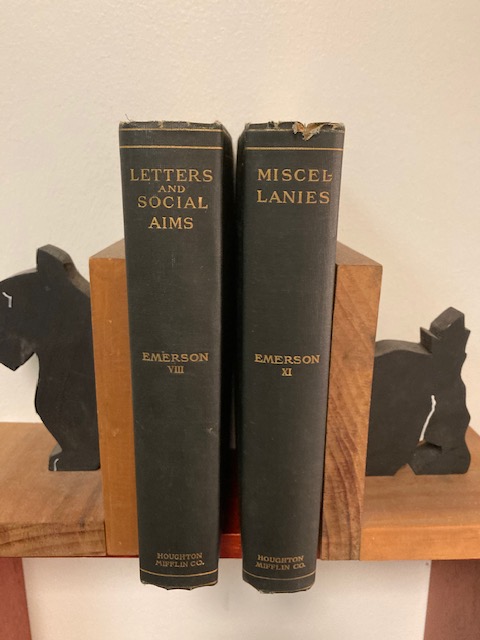 LETTERS
AND
SOCIAL
AIMS
EMERSON
VIII
HOUGHTON
MIFFLIN CO.
MISCEL-
LANIES
EMERSON
XI
HOUGHTON
MIFFLIN CO.